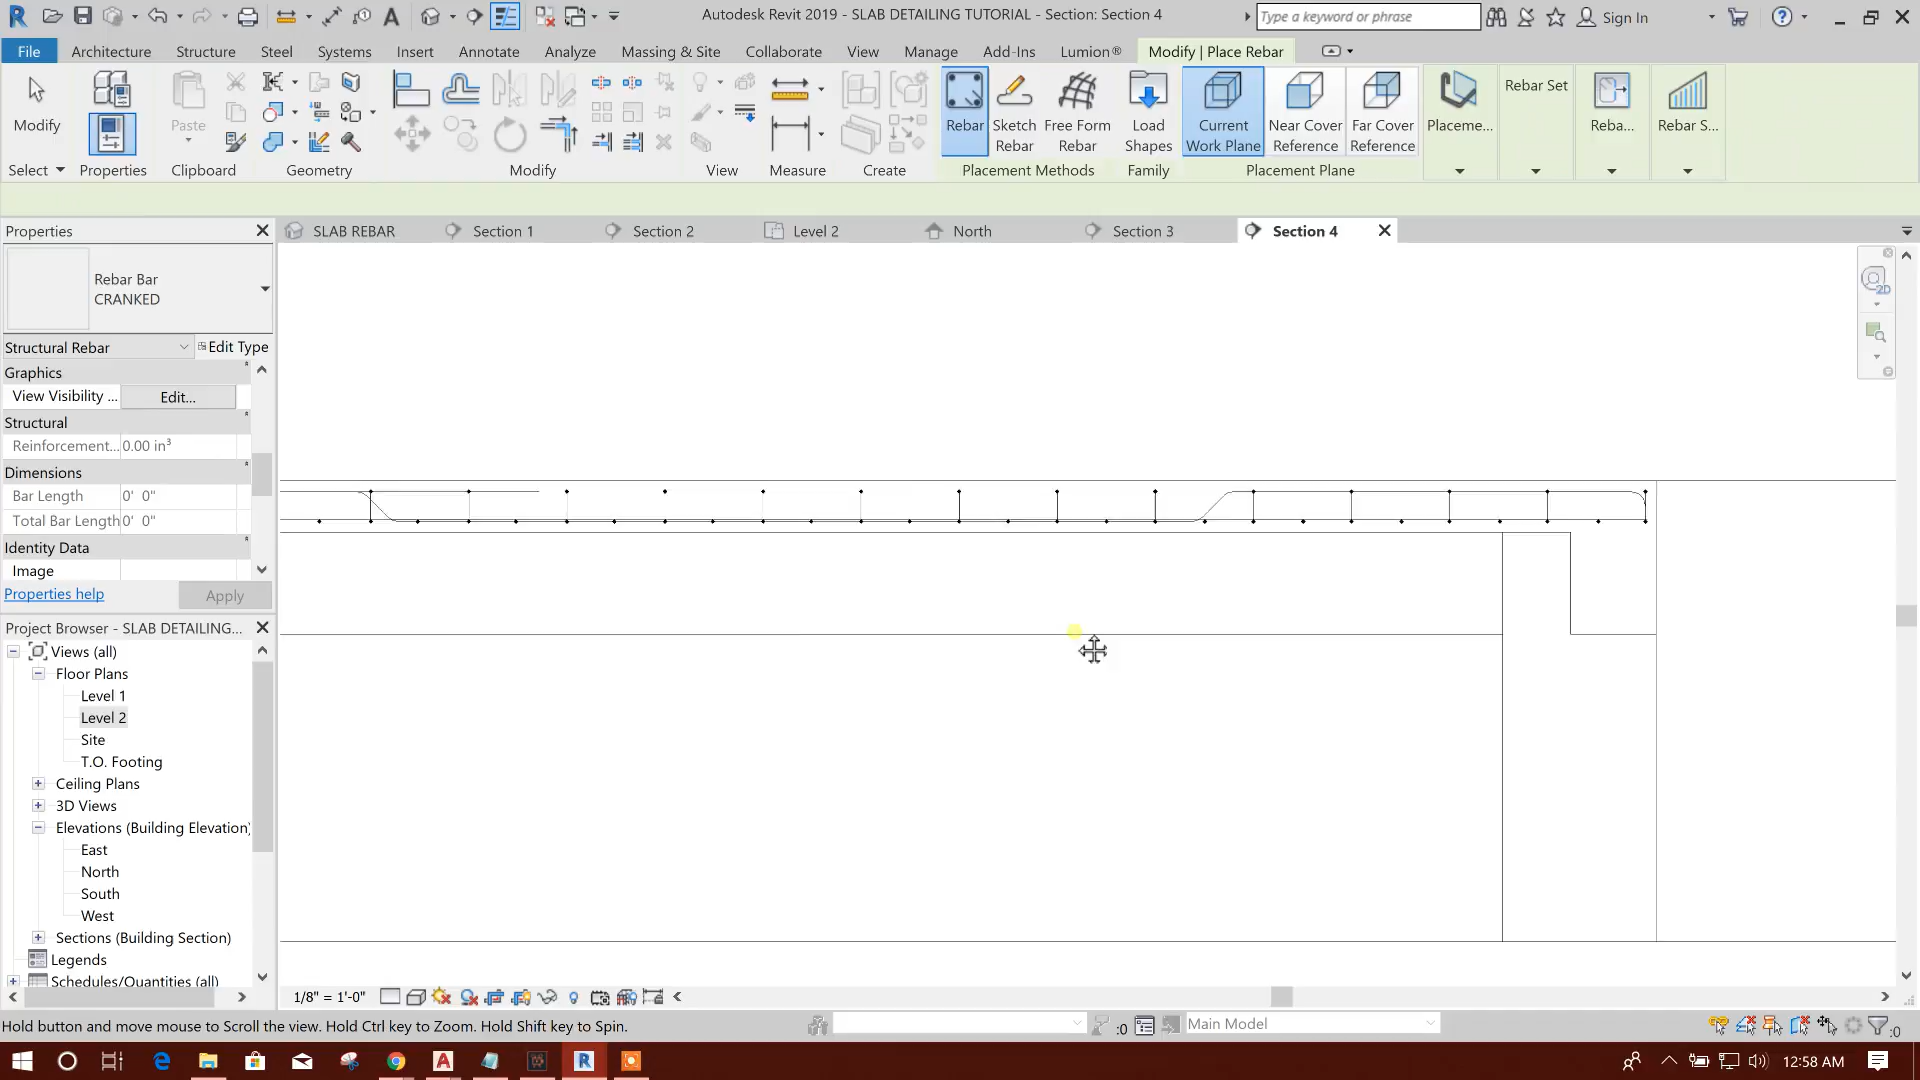 Autodesk Revit 2019 - SLAB DETAILING TUTORIAL - Section: Section 4
Type a keyword or phrase
Sign In
File Architecture Structure Steel Systems Insert Annotate Analyze Massing & Site Collaborate View Manage Add-Ins Lumion® Modify | Place Rebar
Modify
Paste
Rebar
Sketch Rebar
Free Form Rebar
Load Shapes
Current Work Plane
Near Cover Reference
Far Cover Reference
Placeme...
Rebar Set
Reba...
Rebar S...
Select Properties Clipboard Geometry Modify View Measure Create Placement Methods Family Placement Plane
Properties
SLAB REBAR Section 1 Section 2 Level 2 North Section 3 Section 4
Rebar Bar
CRANKED
Structural Rebar Edit Type
Graphics
View Visibility ... Edit...
Structural
Reinforcement... 0.00 in³
Dimensions
Bar Length 0' 0"
Total Bar Length 0' 0"
Identity Data
Image
Properties help Apply
Project Browser - SLAB DETAILING...
Views (all)
Floor Plans
Level 1
Level 2
Site
T.O. Footing
Ceiling Plans
3D Views
Elevations (Building Elevation)
East
North
South
West
Sections (Building Section)
Legends
Schedules/Quantities (all)
2D
1/8" = 1'-0"
Hold button and move mouse to Scroll the view. Hold Ctrl key to Zoom. Hold Shift key to Spin.
:0
Main Model
:0
12:58 AM